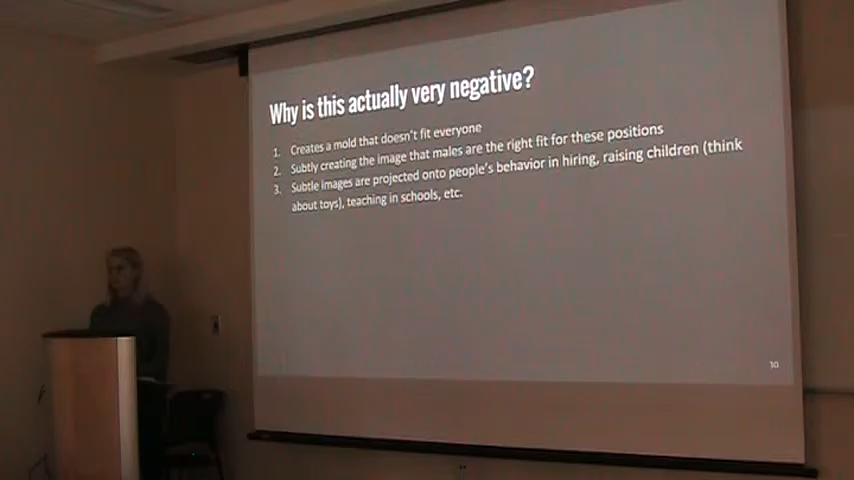 Why is this actually very negative?
1. Creates a mold that doesn't fit everyone
2. Subtly creating the image that males are the right fit for these positions
3. Subtle images are projected onto people's behavior in hiring, raising children (think
about toys), teaching in schools, etc.
10